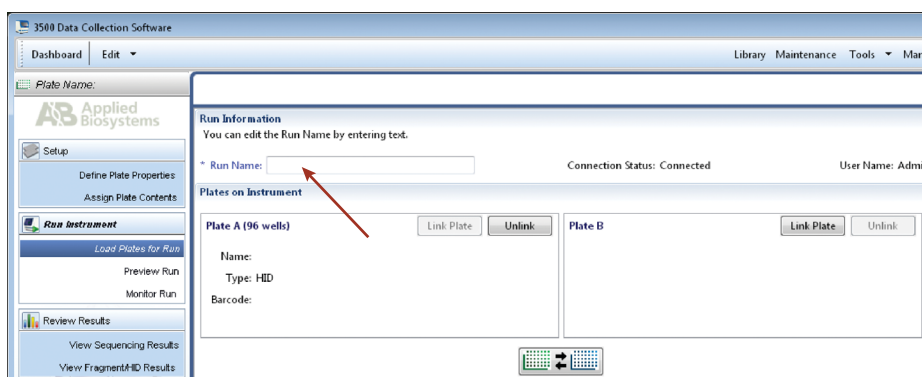 3500 Data Collection Software
Dashboard Edit Library Maintenance Tools
Plate Name:
AB Applied
Biosystems
Setup
Define Plate Properties
Assign Plate Contents
Run Instrument
Load Plates for Run
Preview Run
Monitor Run
Review Results
View Sequencing Results
View Fragment/HID Results
Run Information
You can edit the Run Name by entering text.
* Run Name: Connection Status: Connected User Name: Admi
Plates on Instrument
Plate A (96 wells) Link Plate Unlink
Name:
Type: HID
Barcode:
Plate B Link Plate Unlink